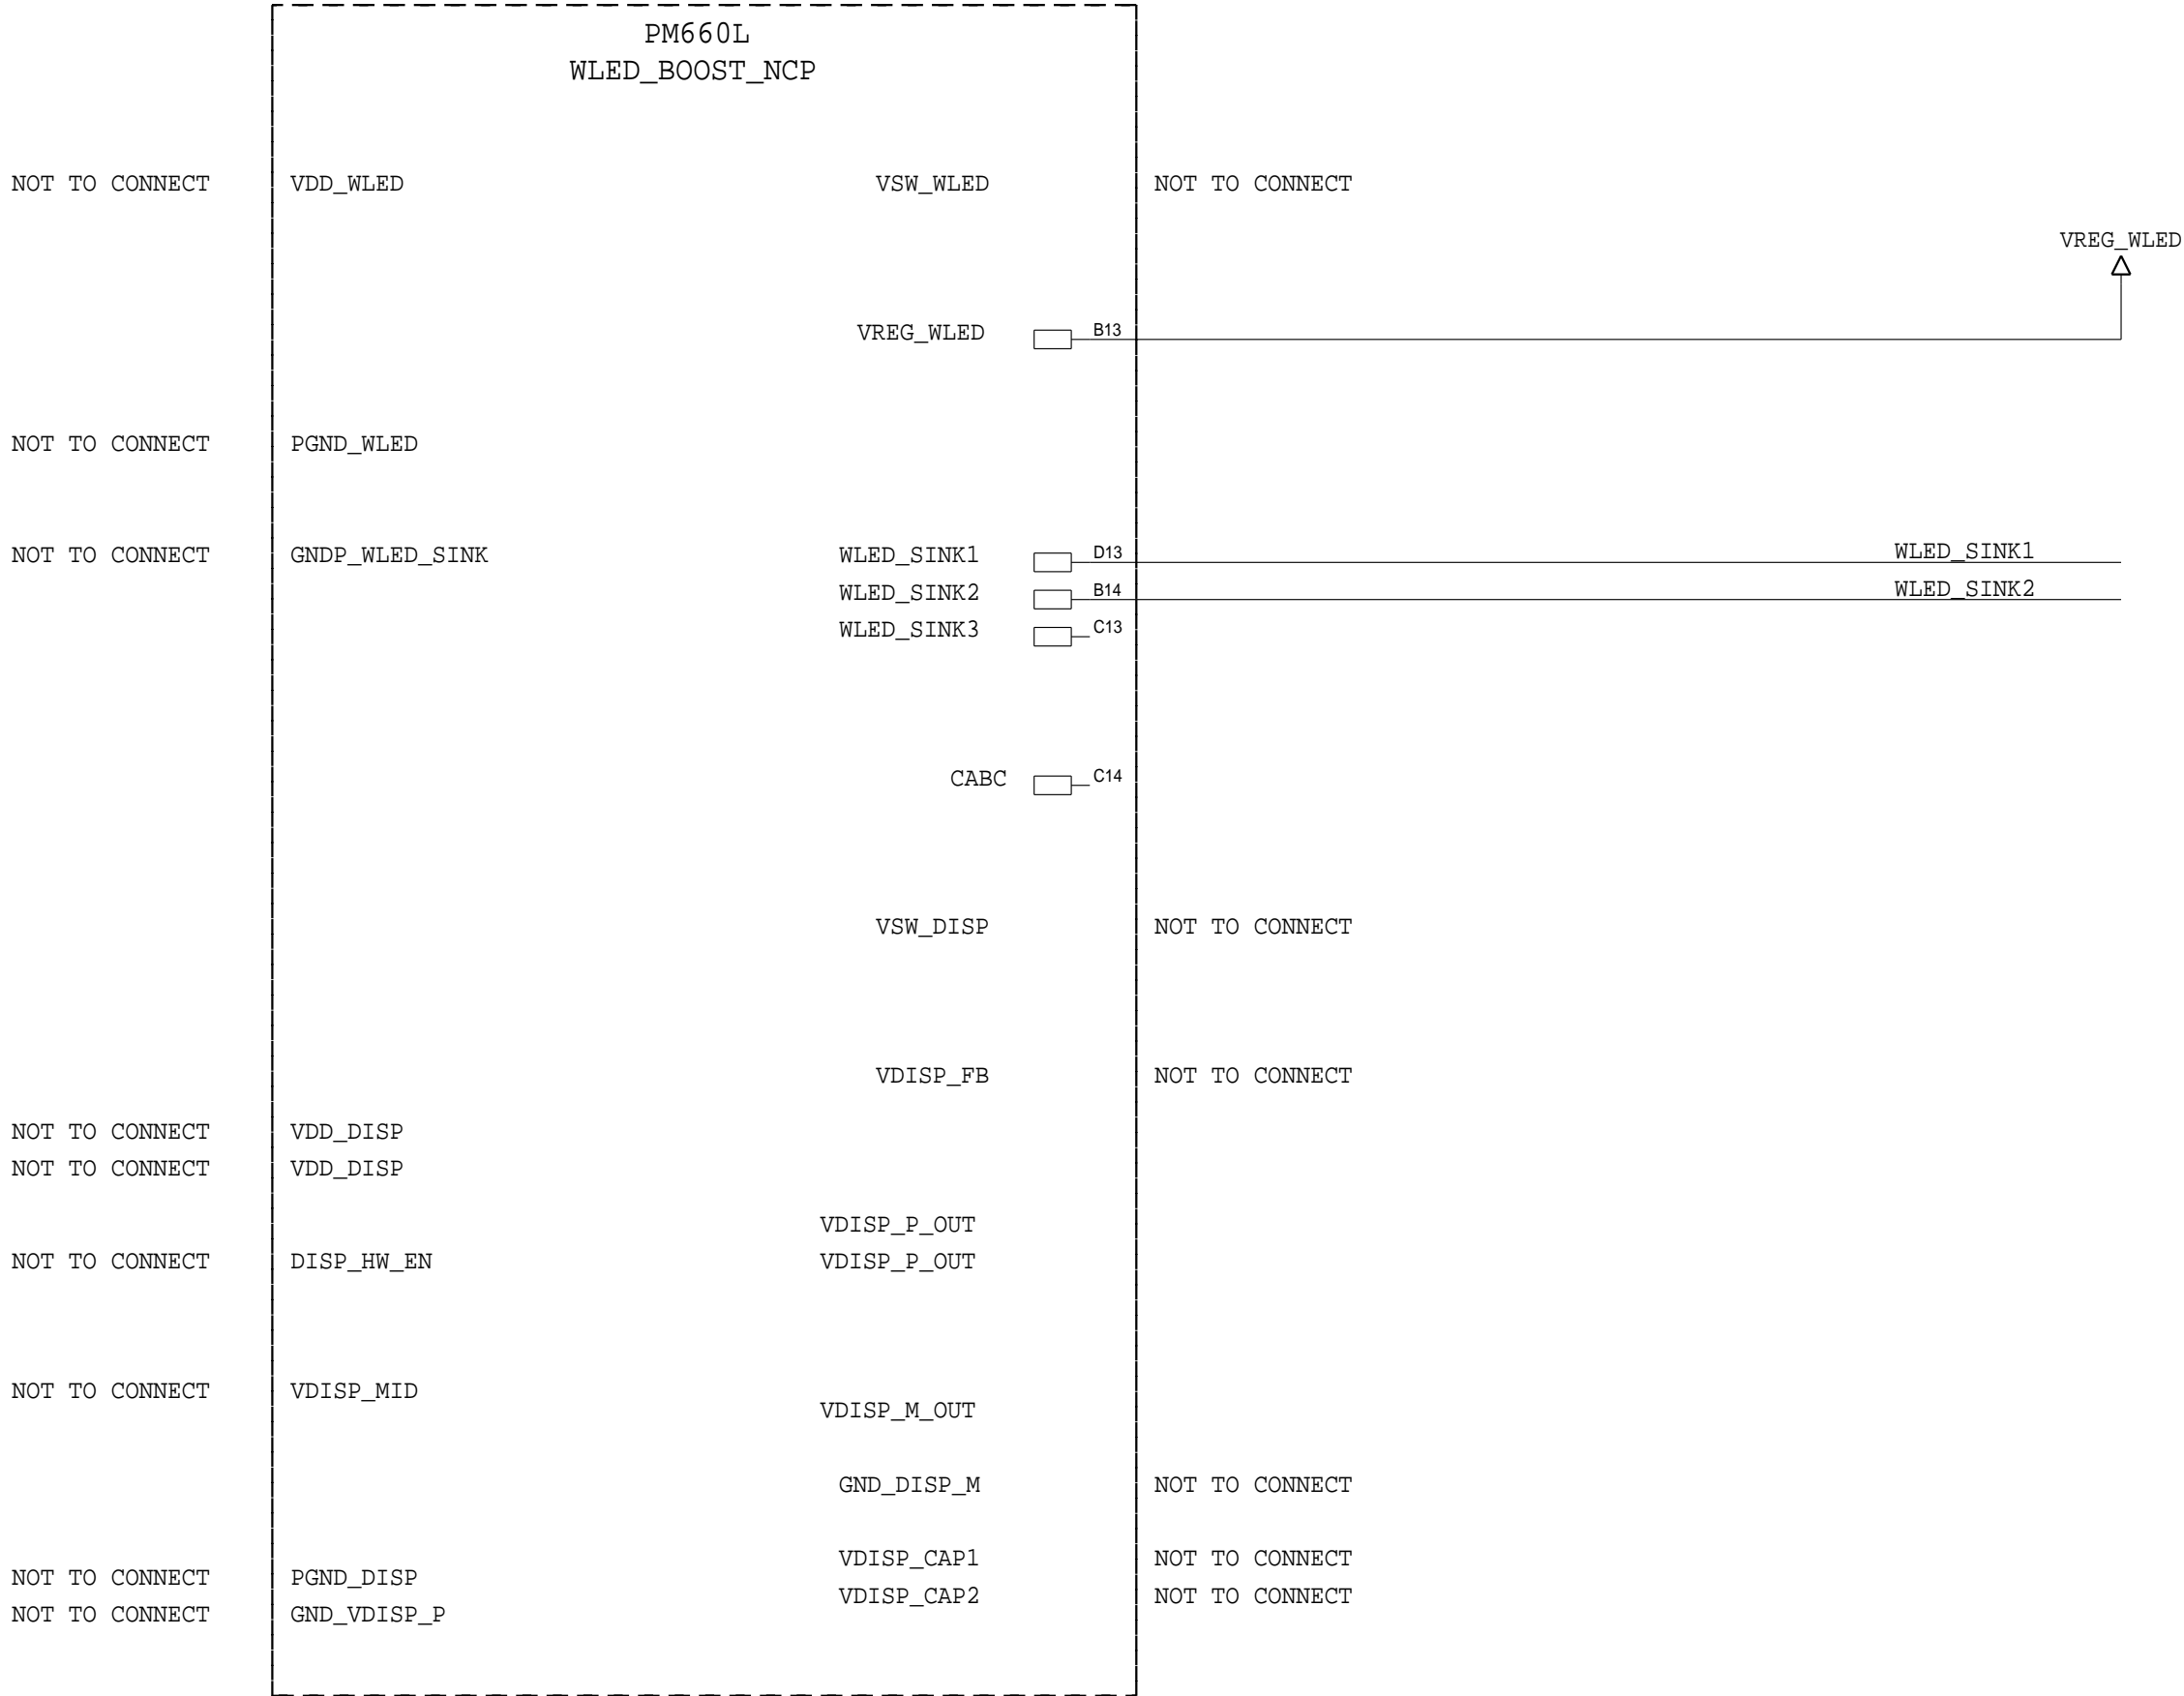 PM660L
WLED_BOOST_NCP
NOT TO CONNECT VDD_WLED VSW_WLED NOT TO CONNECT
VREG_WLED
VREG_WLED B13
NOT TO CONNECT PGND_WLED
NOT TO CONNECT GNDP_WLED_SINK WLED_SINK1 D13 WLED_SINK1
WLED_SINK2 B14 WLED_SINK2
WLED_SINK3 C13
CABC C14
VSW_DISP NOT TO CONNECT
VDISP_FB NOT TO CONNECT
NOT TO CONNECT VDD_DISP
NOT TO CONNECT VDD_DISP
VDISP_P_OUT
NOT TO CONNECT DISP_HW_EN VDISP_P_OUT
NOT TO CONNECT VDISP_MID
VDISP_M_OUT
GND_DISP_M NOT TO CONNECT
VDISP_CAP1 NOT TO CONNECT
NOT TO CONNECT PGND_DISP
VDISP_CAP2 NOT TO CONNECT
NOT TO CONNECT GND_VDISP_P